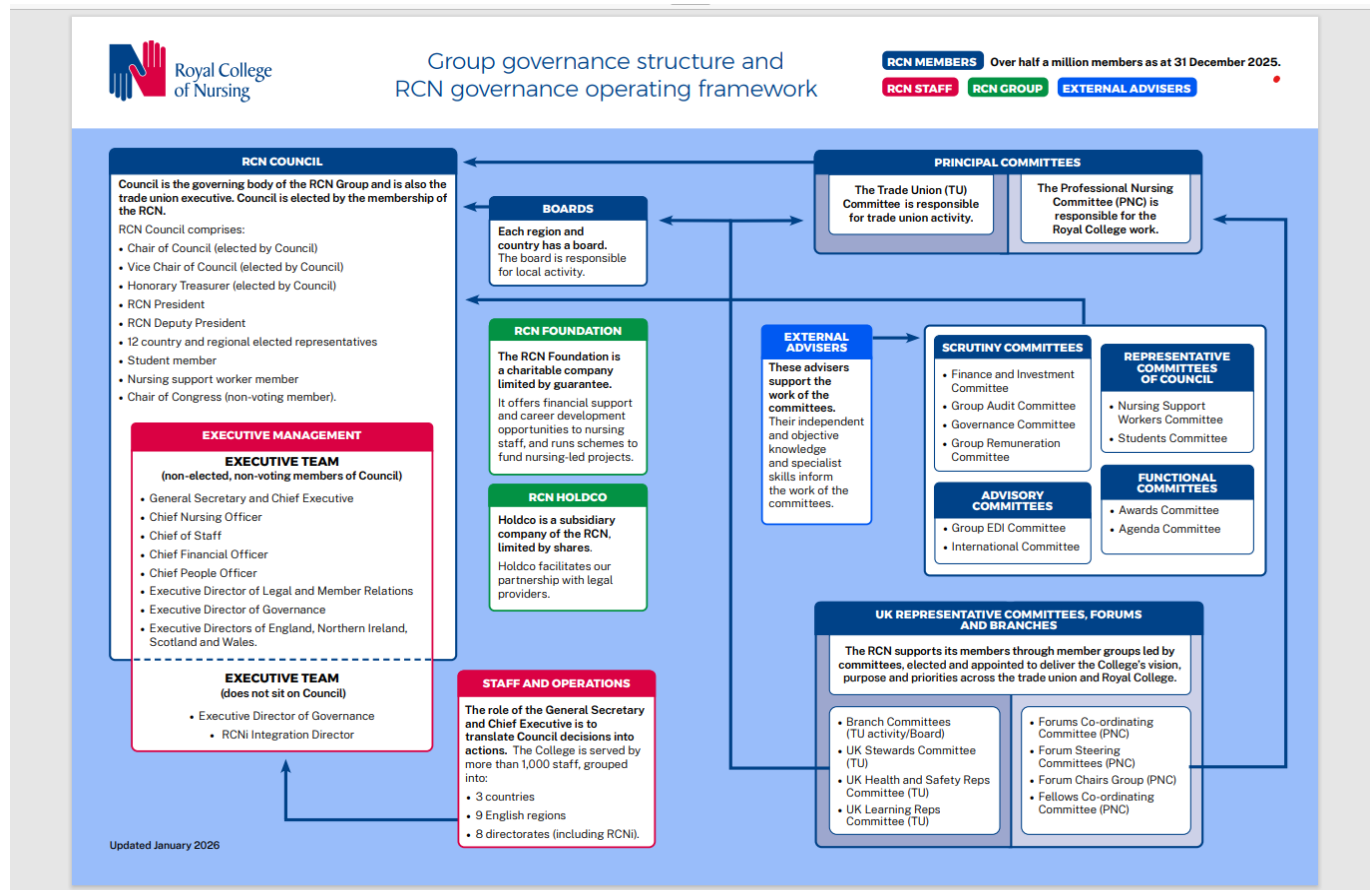 Royal College
of Nursing
Group governance structure and
RCN governance operating framework
RCN MEMBERS Over half a million members as at 31 December 2025.
RCN STAFF RCN GROUP EXTERNAL ADVISERS
RCN COUNCIL
Council is the governing body of the RCN Group and is also the
trade union executive. Council is elected by the membership of
the RCN.
RCN Council comprises:
• Chair of Council (elected by Council)
• Vice Chair of Council (elected by Council)
• Honorary Treasurer (elected by Council)
• RCN President
• RCN Deputy President
• 12 country and regional elected representatives
• Student member
• Nursing support worker member
• Chair of Congress (non-voting member).
EXECUTIVE MANAGEMENT
EXECUTIVE TEAM
(non-elected, non-voting members of Council)
• General Secretary and Chief Executive
• Chief Nursing Officer
• Chief of Staff
• Chief Financial Officer
• Chief People Officer
• Executive Director of Legal and Member Relations
• Executive Director of Governance
• Executive Directors of England, Northern Ireland,
Scotland and Wales.
EXECUTIVE TEAM
(does not sit on Council)
• Executive Director of Governance
• RCNi Integration Director
Updated January 2026
BOARDS
Each region and
country has a board.
The board is responsible
for local activity.
RCN FOUNDATION
The RCN Foundation is
a charitable company
limited by guarantee.
It offers financial support
and career development
opportunities to nursing
staff, and runs schemes to
fund nursing-led projects.
RCN HOLDCO
Holdco is a subsidiary
company of the RCN,
limited by shares.
Holdco facilitates our
partnership with legal
providers.
STAFF AND OPERATIONS
The role of the General Secretary
and Chief Executive is to
translate Council decisions into
actions. The College is served by
more than 1,000 staff, grouped
into:
• 3 countries
• 9 English regions
• 8 directorates (including RCNi).
PRINCIPAL COMMITTEES
The Trade Union (TU)
Committee is responsible
for trade union activity.
The Professional Nursing
Committee (PNC) is
responsible for the
Royal College work.
EXTERNAL
ADVISERS
These advisers
support the
work of the
committees.
Their independent
and objective
knowledge
and specialist
skills inform
the work of the
committees.
SCRUTINY COMMITTEES
• Finance and Investment
Committee
• Group Audit Committee
• Governance Committee
• Group Remuneration
Committee
ADVISORY
COMMITTEES
• Group EDI Committee
• International Committee
REPRESENTATIVE
COMMITTEES
OF COUNCIL
• Nursing Support
Workers Committee
• Students Committee
FUNCTIONAL
COMMITTEES
• Awards Committee
• Agenda Committee
UK REPRESENTATIVE COMMITTEES, FORUMS
AND BRANCHES
The RCN supports its members through member groups led by
committees, elected and appointed to deliver the College's vision,
purpose and priorities across the trade union and Royal College.
• Branch Committees
(TU activity/Board)
• UK Stewards Committee
(TU)
• UK Health and Safety Reps
Committee (TU)
• UK Learning Reps
Committee (TU)
• Forums Co-ordinating
Committee (PNC)
• Forum Steering
Committees (PNC)
• Forum Chairs Group (PNC)
• Fellows Co-ordinating
Committee (PNC)